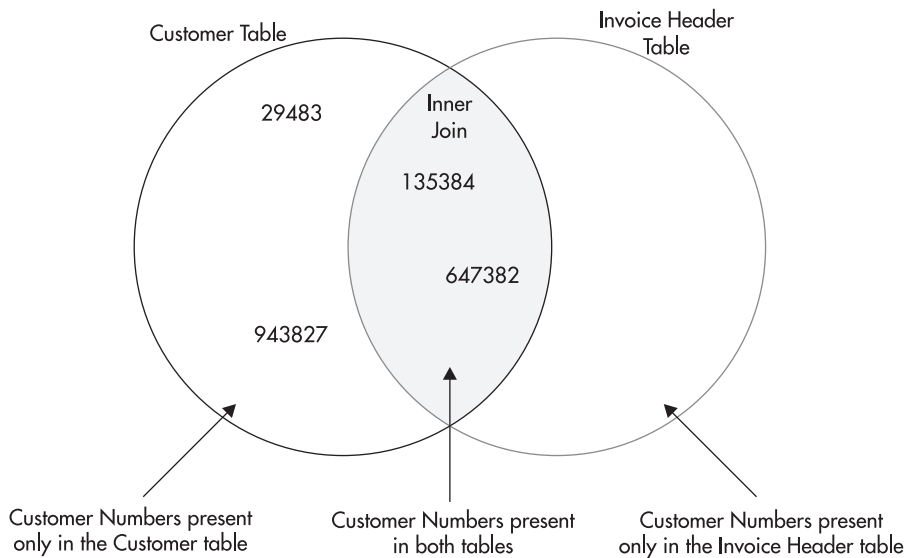 Customer Table
Invoice Header
Table
29483
Inner
Join
135384
647382
943827
Customer Numbers present
only in the Customer table
Customer Numbers present
in both tables
Customer Numbers present
only in the Invoice Header table